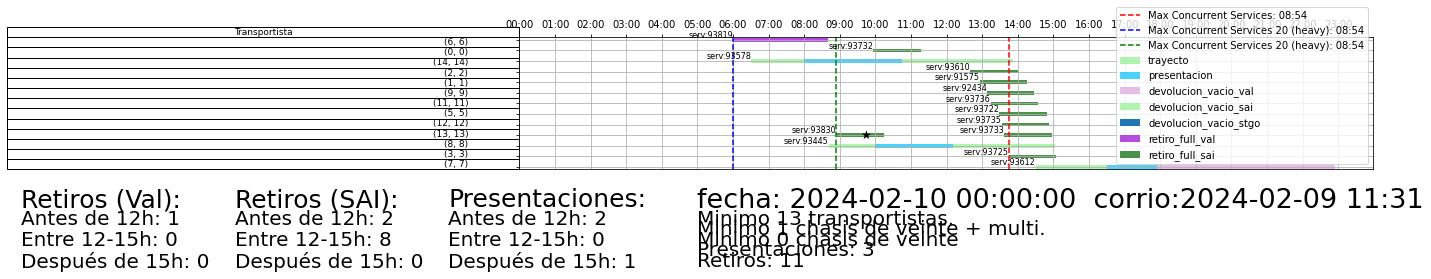 00:00 01:00 02:00 03:00 04:00 05:00 06:00 07:00 08:00 09:00 10:00 11:00 12:00 13:00 14:00 15:00 16:00 17:00 18:00 19:00 20:00 21:00 22:00 23:00
Transportista
(6, 6)
(0, 0)
(14, 14)
(2, 2)
(1, 1)
(9, 9)
(11, 11)
(5, 5)
(12, 12)
(13, 13)
(8, 8)
(3, 3)
(7, 7)
serv:93819
serv:93732
serv:93578
serv:93610
serv:91575
serv:92434
serv:93736
serv:93722
serv:93735
serv:93830
serv:93733
serv:93445
serv:93725
serv:93612
Max Concurrent Services: 08:54
Max Concurrent Services 20 (heavy): 08:54
Max Concurrent Services 20 (heavy): 08:54
trayecto
presentacion
devolucion_vacio_val
devolucion_vacio_sai
devolucion_vacio_stgo
retiro_full_val
retiro_full_sai
Retiros (Val):
Antes de 12h: 1
Entre 12-15h: 0
Después de 15h: 0
Retiros (SAI):
Antes de 12h: 2
Entre 12-15h: 8
Después de 15h: 0
Presentaciones:
Antes de 12h: 2
Entre 12-15h: 0
Después de 15h: 1
fecha: 2024-02-10 00:00:00 corrio:2024-02-09 11:31
Minimo 13 transportistas.
Minimo 1 chasis de veinte + multi.
Minimo 0 chasis de veinte
Presentaciones: 3
Retiros: 11